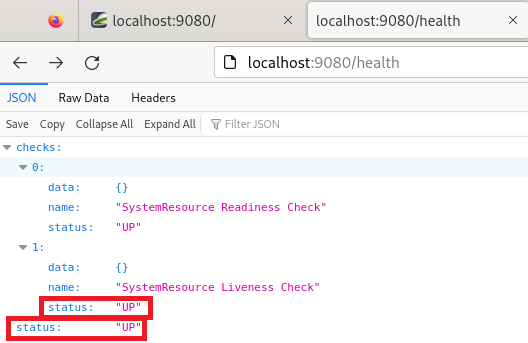 localhost:9080/
localhost:9080/health
localhost:9080/health
JSON Raw Data Headers
Save Copy Collapse All Expand All Filter JSON
checks:
0:
data: {}
name: "SystemResource Readiness Check"
status: "UP"
1:
data: {}
name: "SystemResource Liveness Check"
status: "UP"
status: "UP"